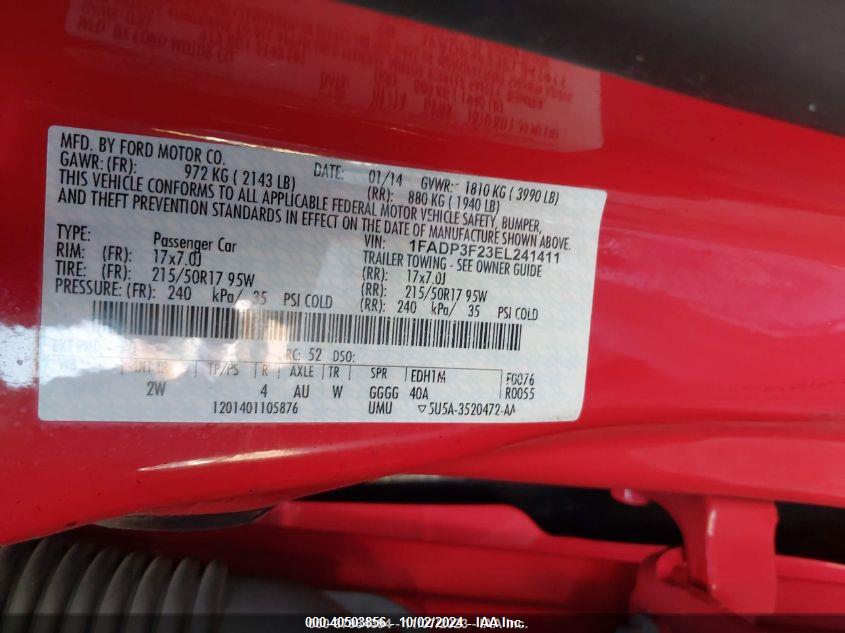 MFD. BY FORD MOTOR CO.
DATE: 01/14 GVWR: 1810 KG ( 3990 LB)
GAWR: (FR): 972 KG ( 2143 LB) (RR): 880 KG ( 1940 LB)
THIS VEHICLE CONFORMS TO ALL APPLICABLE FEDERAL MOTOR VEHICLE SAFETY, BUMPER,
AND THEFT PREVENTION STANDARDS IN EFFECT ON THE DATE OF MANUFACTURE SHOWN ABOVE.
VIN: 1FADP3F23EL241411
TYPE: Passenger Car TRAILER TOWING - SEE OWNER GUIDE
RIM: (FR): 17x7.0J (RR): 17x7.0J
TIRE: (FR): 215/50R17 95W (RR): 215/50R17 95W
PRESSURE: (FR): 240 kPa/ 35 PSI COLD (RR): 240 kPa/ 35 PSI COLD
EXT PNT:
RC: 52 DSO:
INT TR TP/PS R AXLE TR SPR EDH1M F0076
2W 4 AU W GGGG 40A R0055
1201401105876 UMU ▽5U5A-3520472-AA
000-40503856 - 10/02/2024 - IAA Inc.